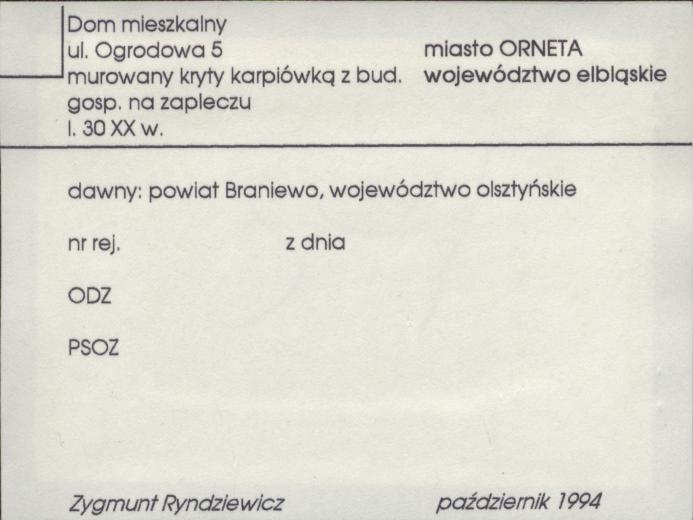 Dom mieszkalny
ul. Ogrodowa 5 miasto ORNETA
murowany kryty karpiówką z bud. województwo elbląskie
gosp. na zapleczu
l. 30 XX w.
dawny: powiat Braniewo, województwo olsztyńskie
nr rej. z dnia
ODZ
PSOZ
Zygmunt Ryndziewicz październik 1994